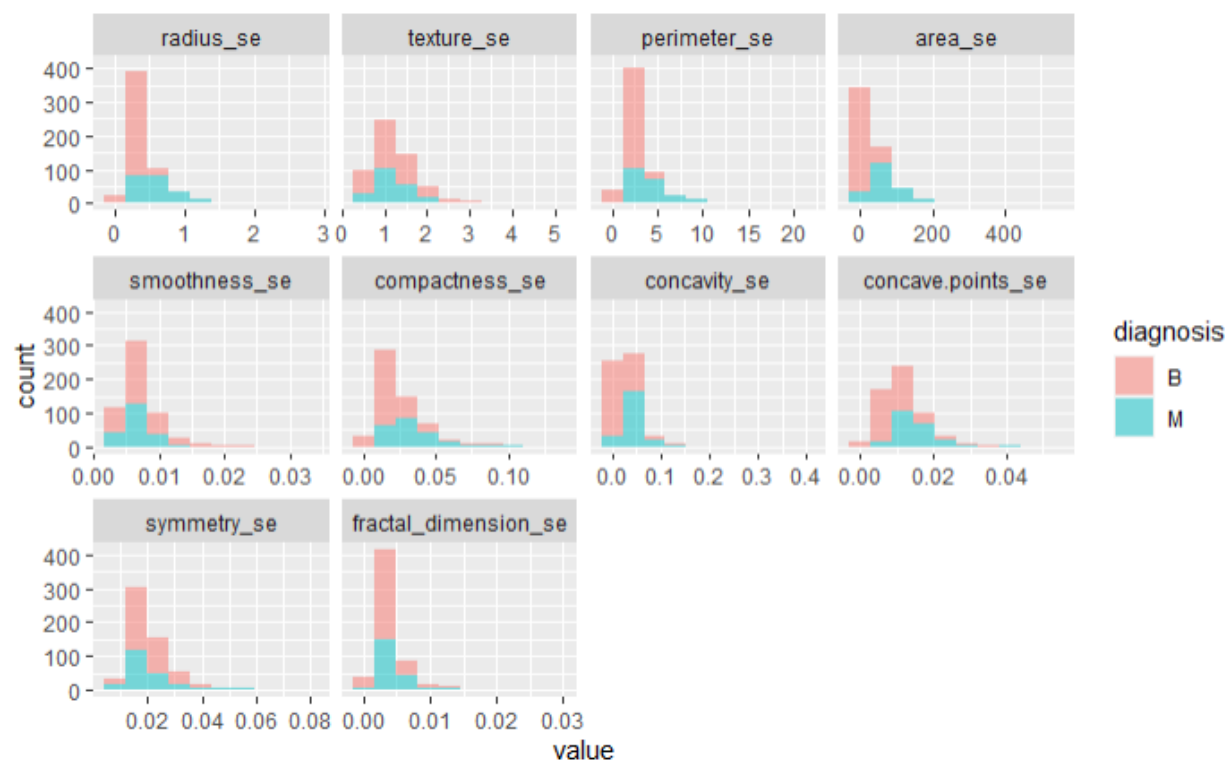 radius_se texture_se perimeter_se area_se
400
300
200
100
0
0 1 2 3 0 1 2 3 4 5 0 5 10 15 20 0 200 400
smoothness_se compactness_se concavity_se concave.points_se
400
300
200
100
0
0.00 0.01 0.02 0.03 0.00 0.05 0.10 0.0 0.1 0.2 0.3 0.4 0.00 0.02 0.04
symmetry_se fractal_dimension_se
400
300
200
100
0
0.02 0.04 0.06 0.08 0.00 0.01 0.02 0.03
count
value
diagnosis
B
M